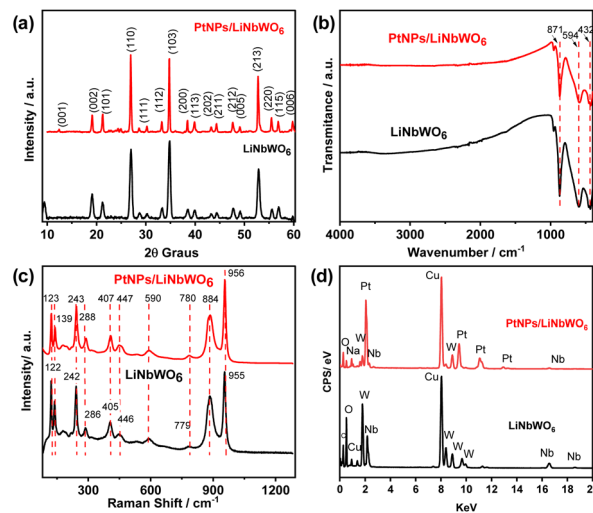 (a)
PtNPs/LiNbWO6
(001)
(002)
(101)
(110)
(111)
(112)
(103)
(200)
(113)
(202)
(211)
(212)
(005)
(213)
(220)
(115)
(006)
LiNbWO6
Intensity / a.u.
10 20 30 40 50 60
2θ Graus
(b)
871 594 432
PtNPs/LiNbWO6
LiNbWO6
Transmitance / a.u.
4000 3000 2000 1000
Wavenumber / cm-1
(c)
PtNPs/LiNbWO6
956
123 243 407 447 590 780 884
139 288
LiNbWO6
122
242
286
405
446
779
955
Intensity/ a.u.
300 600 900 1200
Raman Shift / cm-1
(d)
Cu
Pt
PtNPs/LiNbWO6
O
W
Na
Nb
W
Pt
Pt
Pt
Nb
Cu
LiNbWO6
O
W
c
Cu
Nb
W
W
W
Nb
Nb
CPS/ eV
0 2 4 6 8 10 12 14 16 18 20
KeV